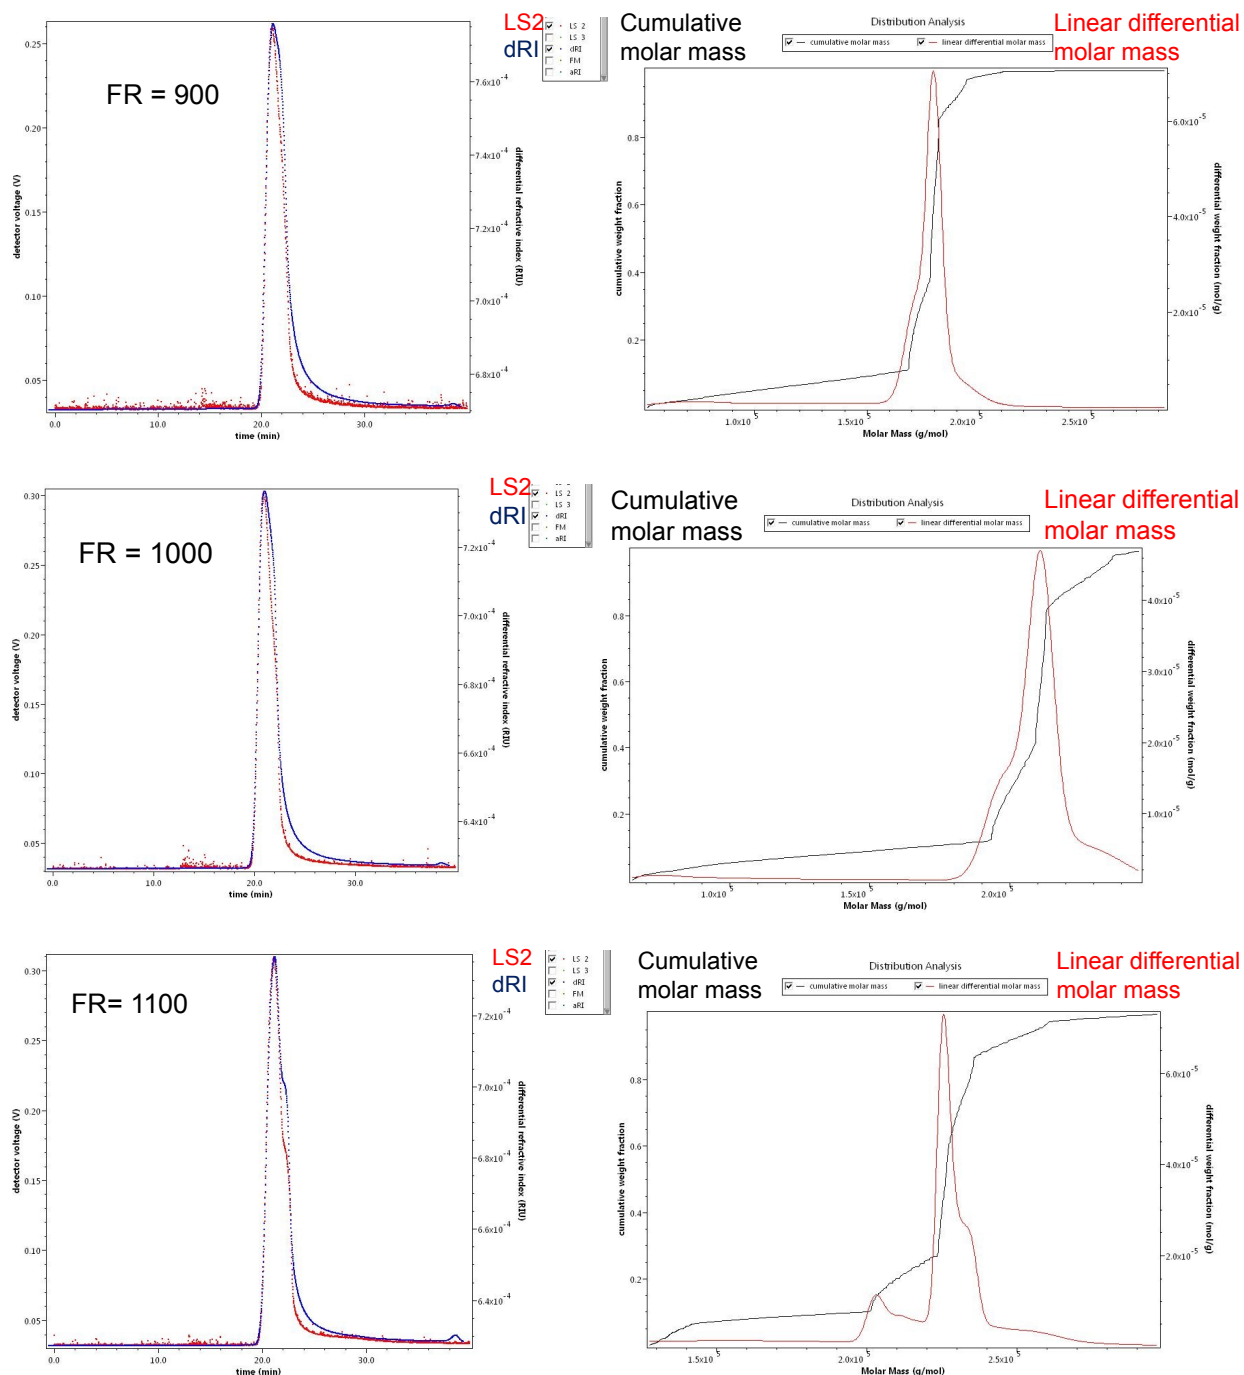 LS2
dRI
LS 2
LS 3
dRI
FM
aRI
FR = 900
0.25
0.20
0.15
0.10
0.05
detector voltage (V)
7.6x10-4
7.4x10-4
7.2x10-4
7.0x10-4
6.8x10-4
differential refractive index (RIU)
0.0
10.0
20.0
30.0
time (min)
Cumulative
molar mass
Distribution Analysis
cumulative molar mass
linear differential molar mass
Linear differential
molar mass
0.8
0.6
0.4
0.2
cumulative weight fraction
6.0x10-5
4.0x10-5
2.0x10-5
differential weight fraction (mol/g)
1.0x10 5
1.5x10 5
2.0x10 5
2.5x10 5
Molar Mass (g/mol)
LS2
dRI
LS 2
LS 3
dRI
FM
aRI
FR = 1000
0.30
0.25
0.20
0.15
0.10
0.05
detector voltage (V)
7.2x10-4
7.0x10-4
6.8x10-4
6.6x10-4
6.4x10-4
differential refractive index (RIU)
0.0
10.0
20.0
30.0
time (min)
Cumulative
molar mass
Distribution Analysis
cumulative molar mass
linear differential molar mass
Linear differential
molar mass
0.8
0.6
0.4
0.2
cumulative weight fraction
4.0x10-5
3.0x10-5
2.0x10-5
1.0x10-5
differential weight fraction (mol/g)
1.0x10 5
1.5x10 5
2.0x10 5
Molar Mass (g/mol)
LS2
dRI
LS 2
LS 3
dRI
FM
aRI
FR= 1100
0.30
0.25
0.20
0.15
0.10
0.05
detector voltage (V)
7.2x10-4
7.0x10-4
6.8x10-4
6.6x10-4
6.4x10-4
differential refractive index (RIU)
0.0
10.0
20.0
30.0
time (min)
Cumulative
molar mass
Distribution Analysis
cumulative molar mass
linear differential molar mass
Linear differential
molar mass
0.8
0.6
0.4
0.2
cumulative weight fraction
6.0x10-5
4.0x10-5
2.0x10-5
differential weight fraction (mol/g)
1.5x10 5
2.0x10 5
2.5x10 5
Molar Mass (g/mol)